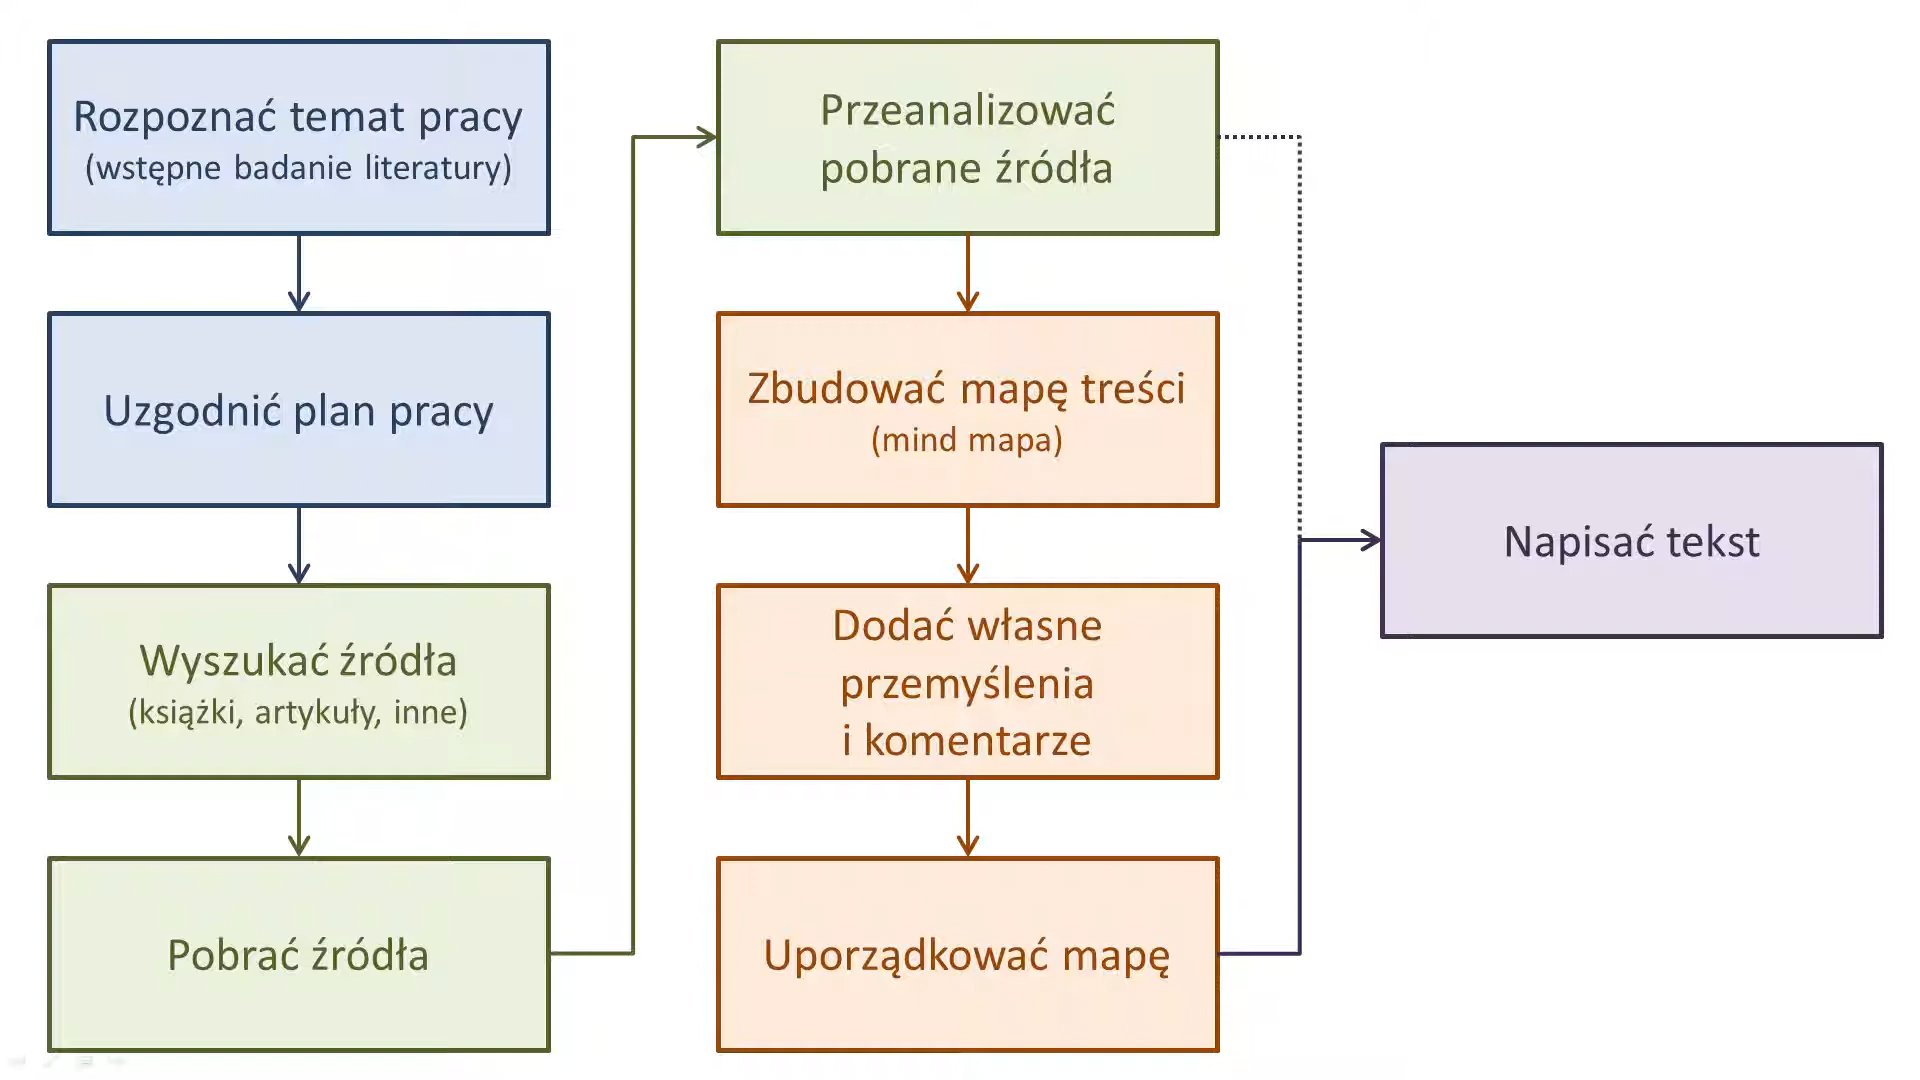 Rozpoznać temat pracy
(wstępne badanie literatury)
Uzgodnić plan pracy
Wyszukać źródła
(książki, artykuły, inne)
Pobrać źródła
Przeanalizować
pobrane źródła
Zbudować mapę treści
(mind mapa)
Dodać własne
przemyślenia
i komentarze
Uporządkować mapę
Napisać tekst